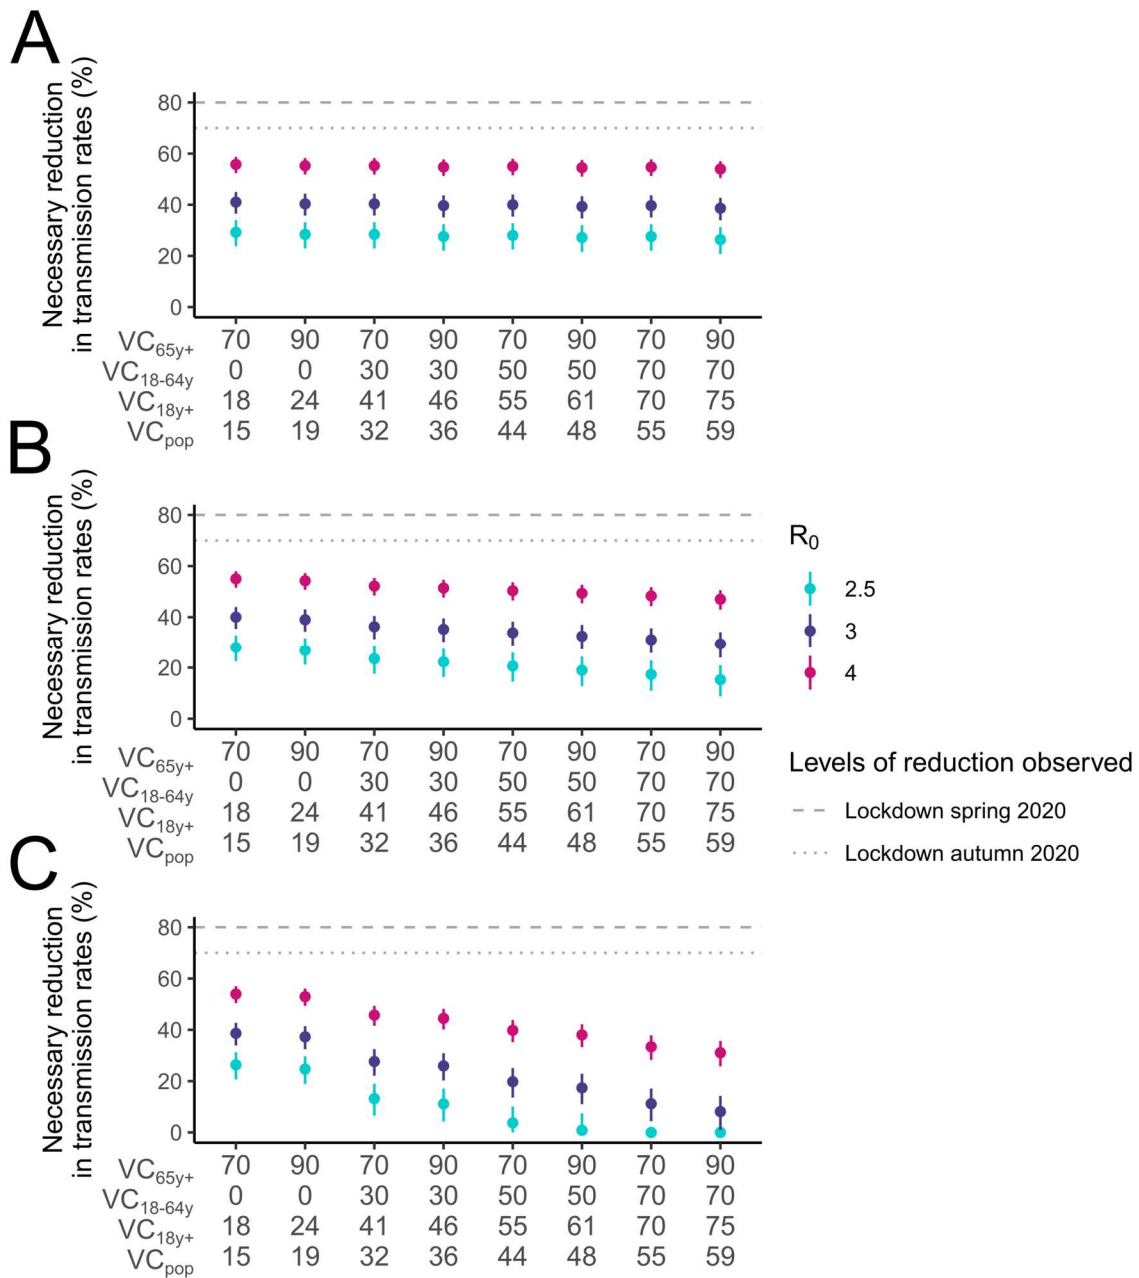 A
Necessary reduction
in transmission rates (%)
80
60
40
20
0
VC65y+ 70 90 70 90 70 90 70 90
VC18-64y 0 0 30 30 50 50 70 70
VC18y+ 18 24 41 46 55 61 70 75
VCpop 15 19 32 36 44 48 55 59
B
Necessary reduction
in transmission rates (%)
80
60
40
20
0
VC65y+ 70 90 70 90 70 90 70 90
VC18-64y 0 0 30 30 50 50 70 70
VC18y+ 18 24 41 46 55 61 70 75
VCpop 15 19 32 36 44 48 55 59
R0
2.5
3
4
Levels of reduction observed
Lockdown spring 2020
Lockdown autumn 2020
C
Necessary reduction
in transmission rates (%)
80
60
40
20
0
VC65y+ 70 90 70 90 70 90 70 90
VC18-64y 0 0 30 30 50 50 70 70
VC18y+ 18 24 41 46 55 61 70 75
VCpop 15 19 32 36 44 48 55 59